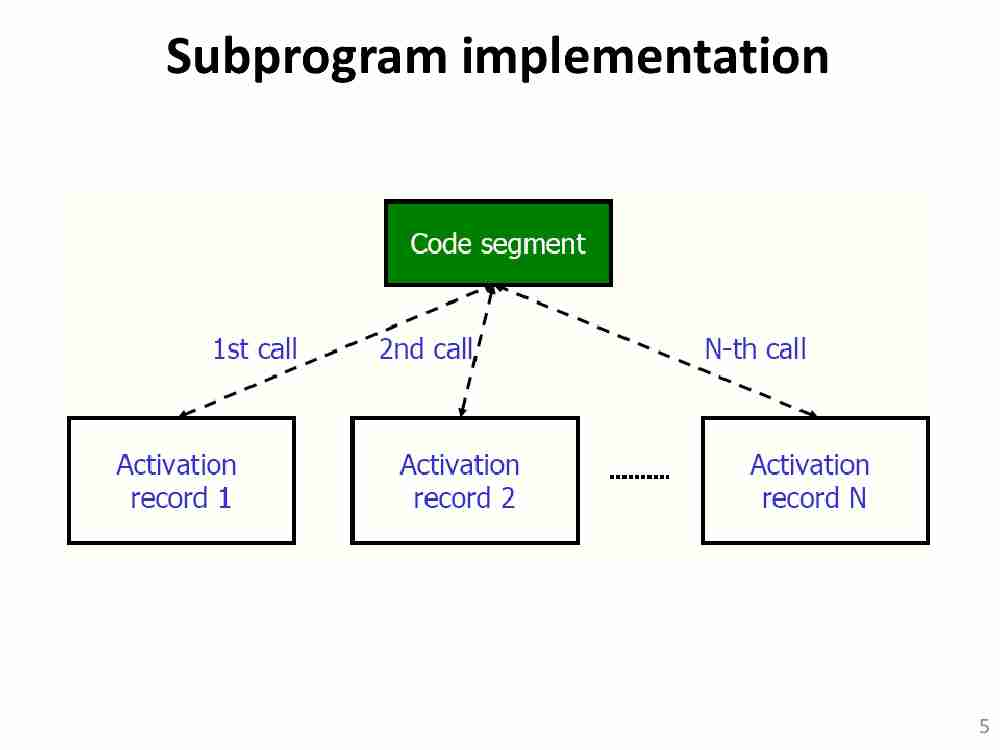 Subprogram implementation
Code segment
1st call
2nd call
N-th call
Activation
record 1
Activation
record 2
Activation
record N
5